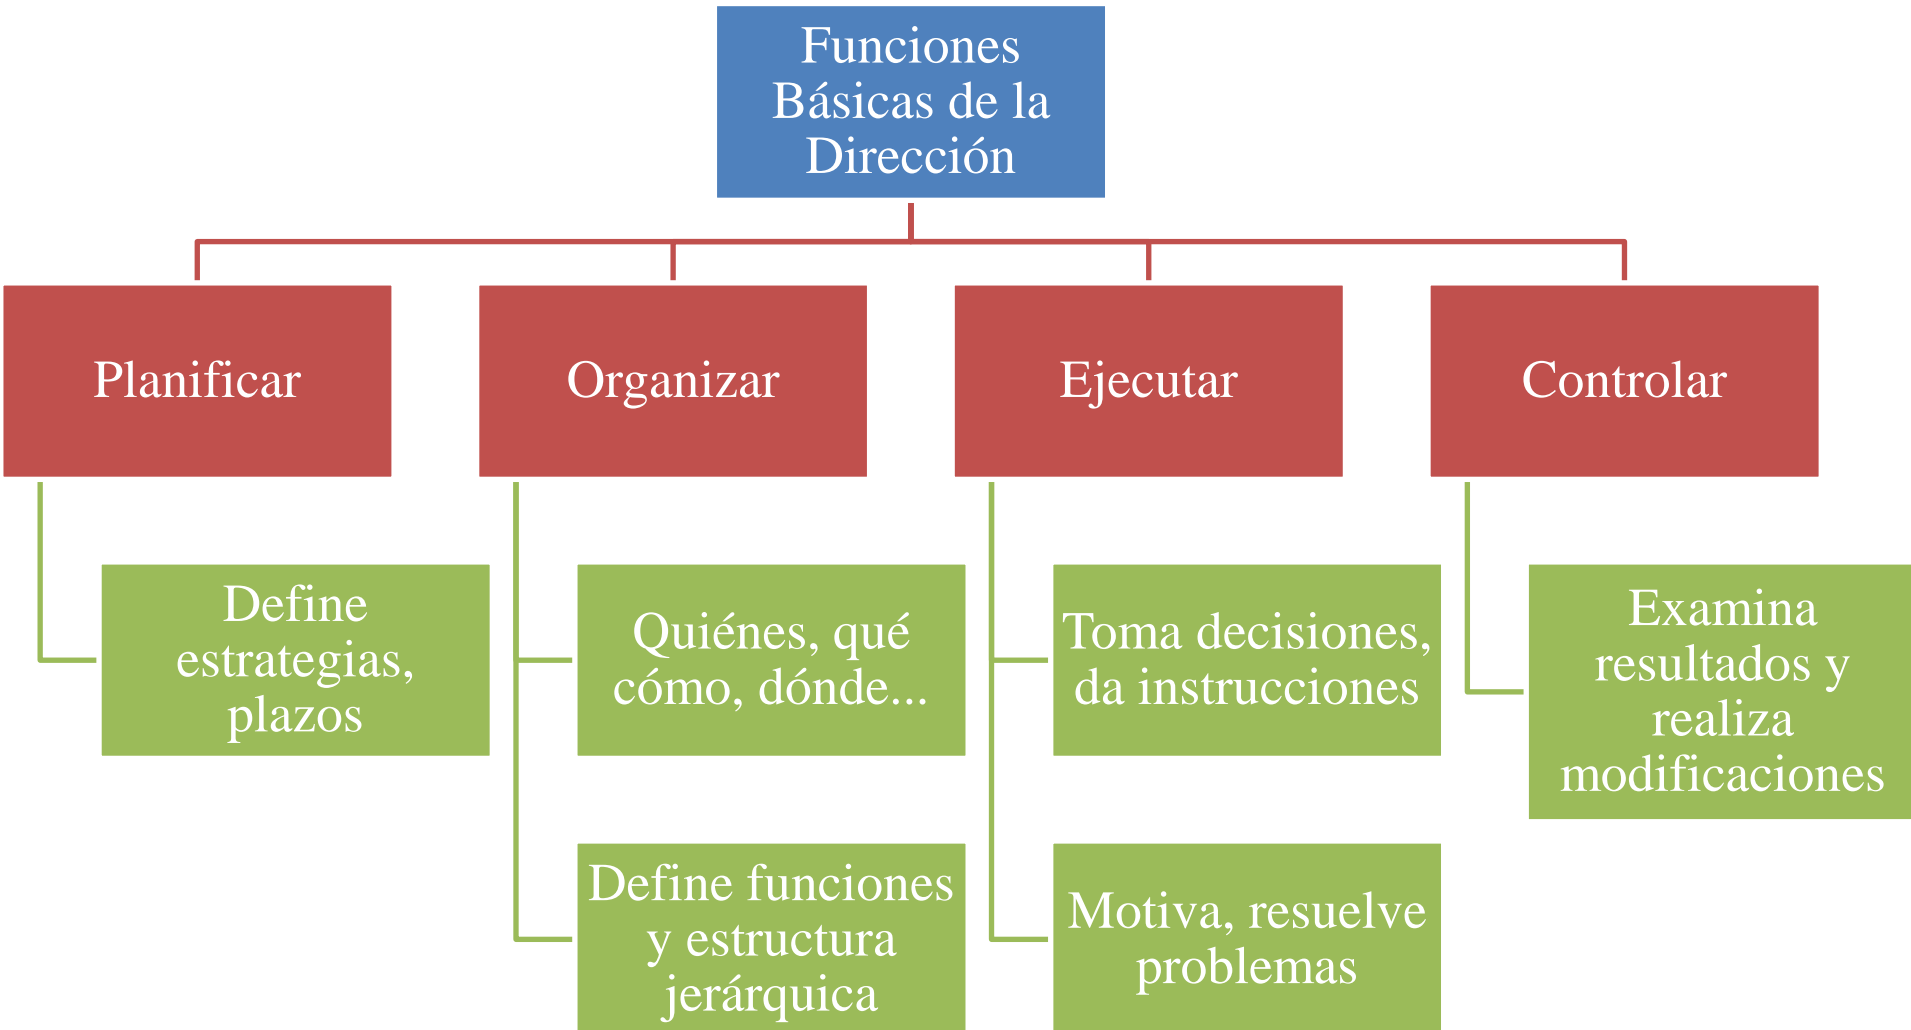 Funciones
Básicas de la
Dirección
Planificar
Organizar
Ejecutar
Controlar
Define
estrategias,
plazos
Quiénes, qué
cómo, dónde...
Toma decisiones,
da instrucciones
Examina
resultados y
realiza
modificaciones
Define funciones
y estructura
jerárquica
Motiva, resuelve
problemas